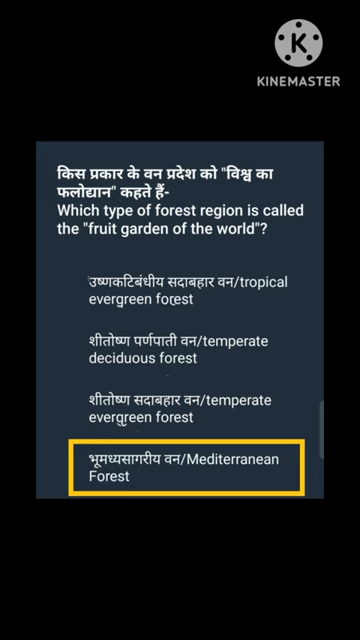 KINEMASTER
किस प्रकार के वन प्रदेश को "विश्व का
फलोद्यान" कहते हैं-
Which type of forest region is called
the "fruit garden of the world"?
उष्णकटिबंधीय सदाबहार वन/tropical
evergreen forest
शीतोष्ण पर्णपाती वन/temperate
deciduous forest
शीतोष्ण सदाबहार वन/temperate
evergreen forest
भूमध्यसागरीय वन/Mediterranean
Forest